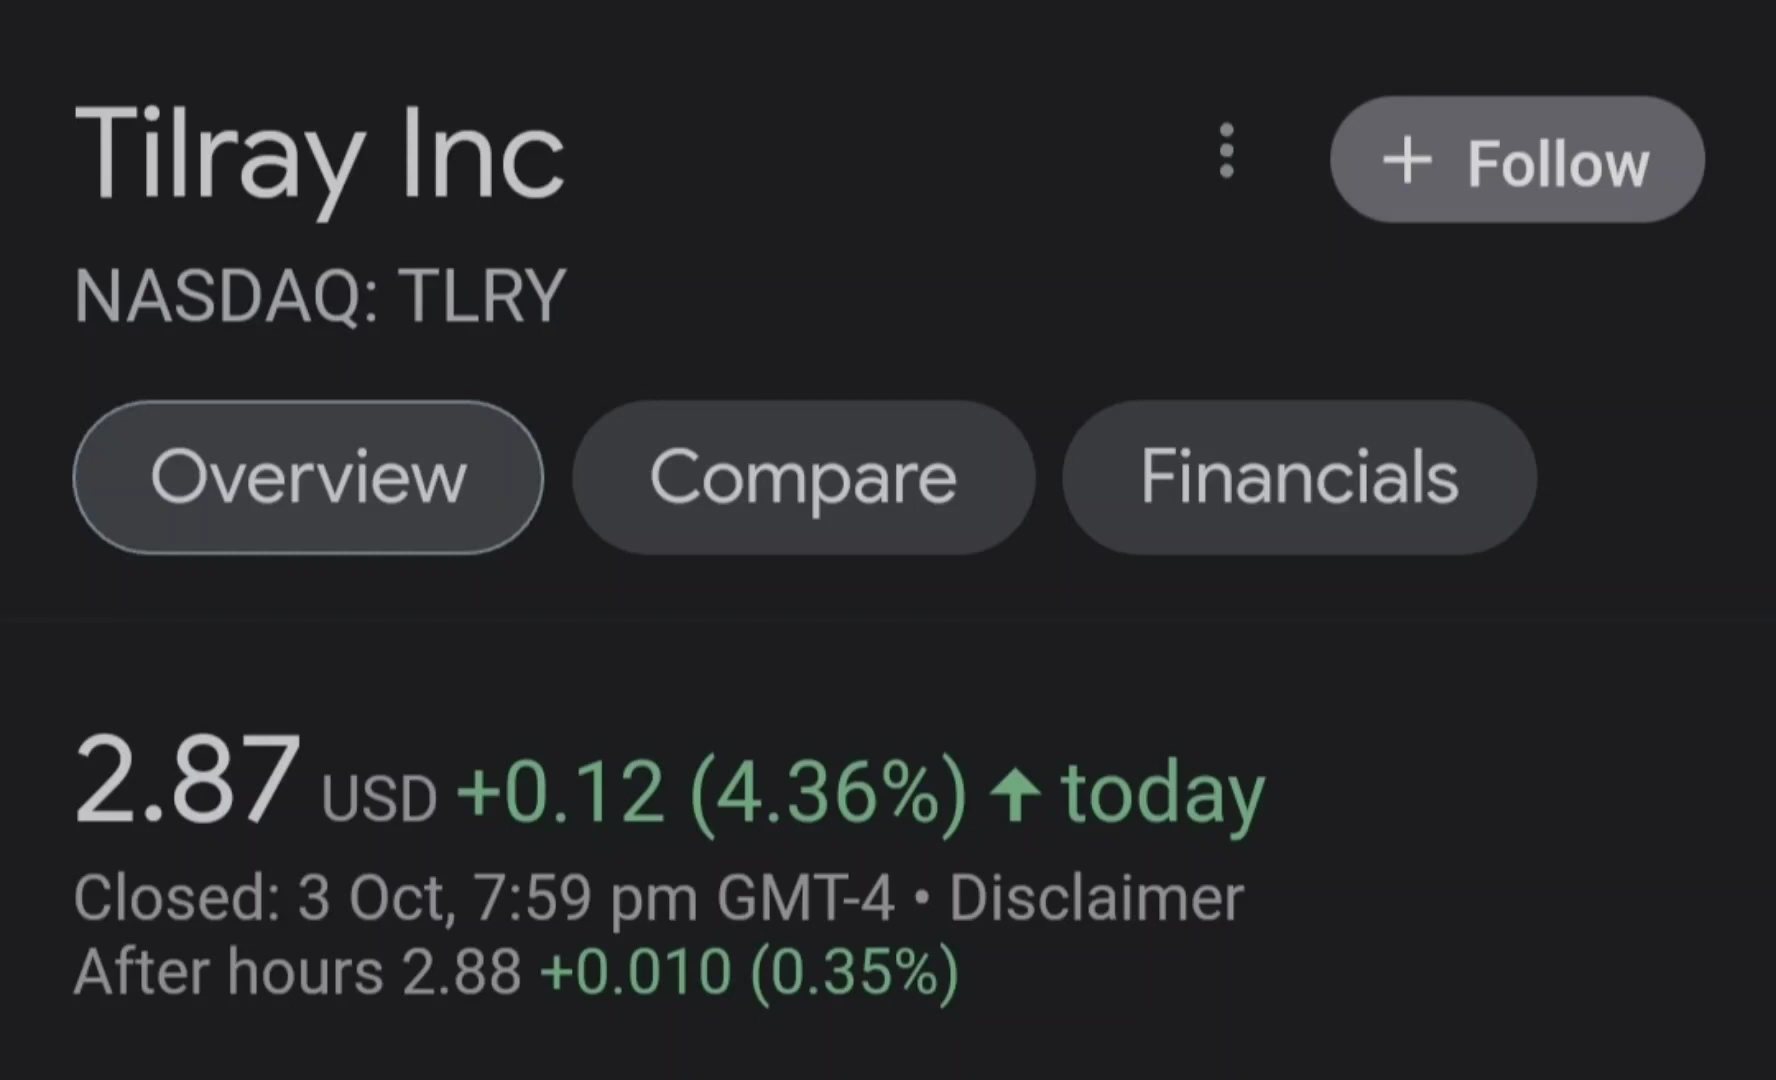 Tilray Inc
+ Follow
NASDAQ: TLRY
Overview
Compare
Financials
2.87 USD +0.12 (4.36%) ↑ today
Closed: 3 Oct, 7:59 pm GMT-4 • Disclaimer
After hours 2.88 +0.010 (0.35%)